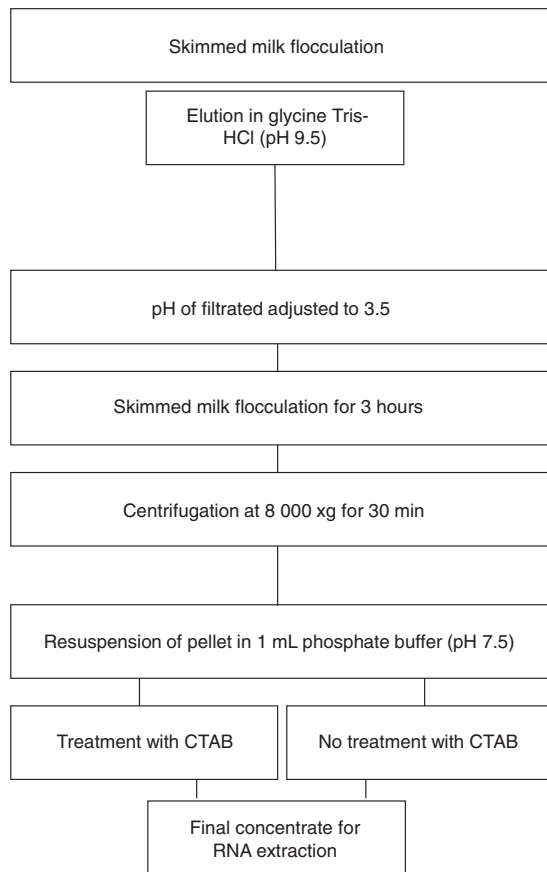 Skimmed milk flocculation
Elution in glycine Tris-
HCl (pH 9.5)
pH of filtrated adjusted to 3.5
Skimmed milk flocculation for 3 hours
Centrifugation at 8 000 xg for 30 min
Resuspension of pellet in 1 mL phosphate buffer (pH 7.5)
Treatment with CTAB
No treatment with CTAB
Final concentrate for
RNA extraction